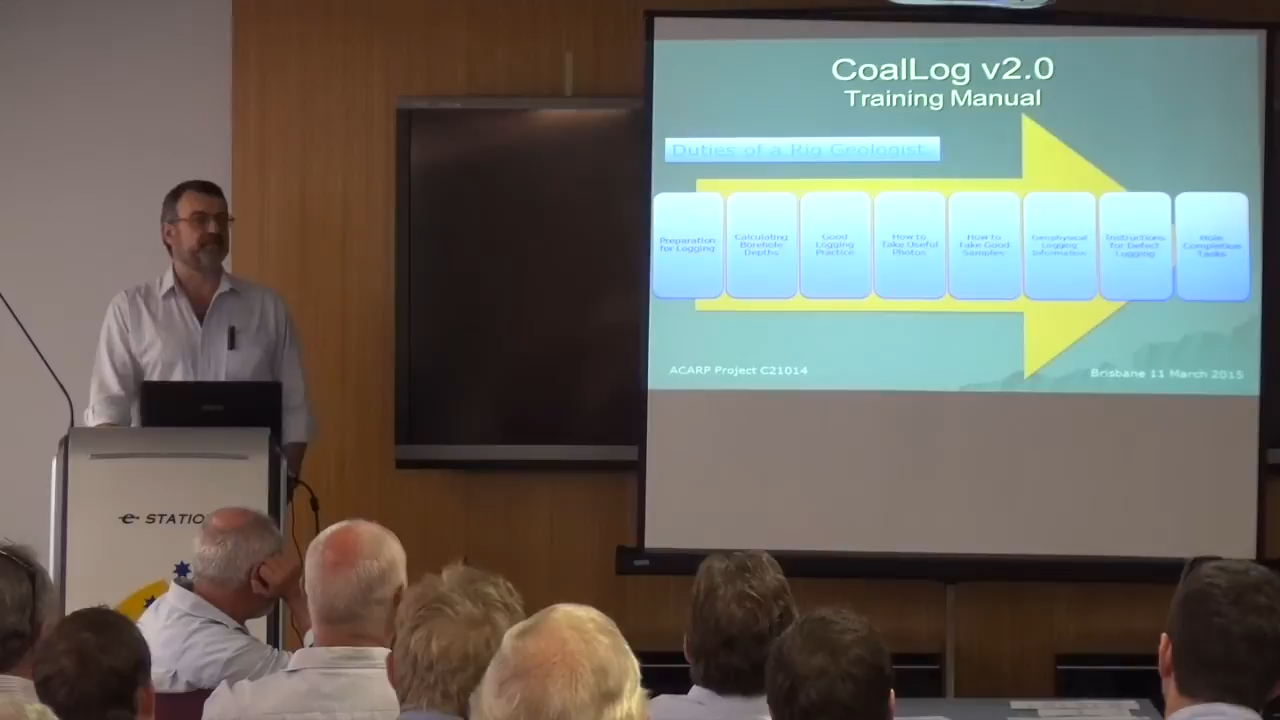 CoalLog v2.0
Training Manual
Duties of a Rig Geologist
Preparation
for Logging
Calculating
Borehole
Depths
Good
Logging
Practice
How to
Take Useful
Photos
How to
Take Good
Samples
Geophysical
Logging
Information
Instructions
for Defect
Logging
Hole
Completion
Tasks
ACARP Project C21014
Brisbane 11 March 2015
e-STATIO